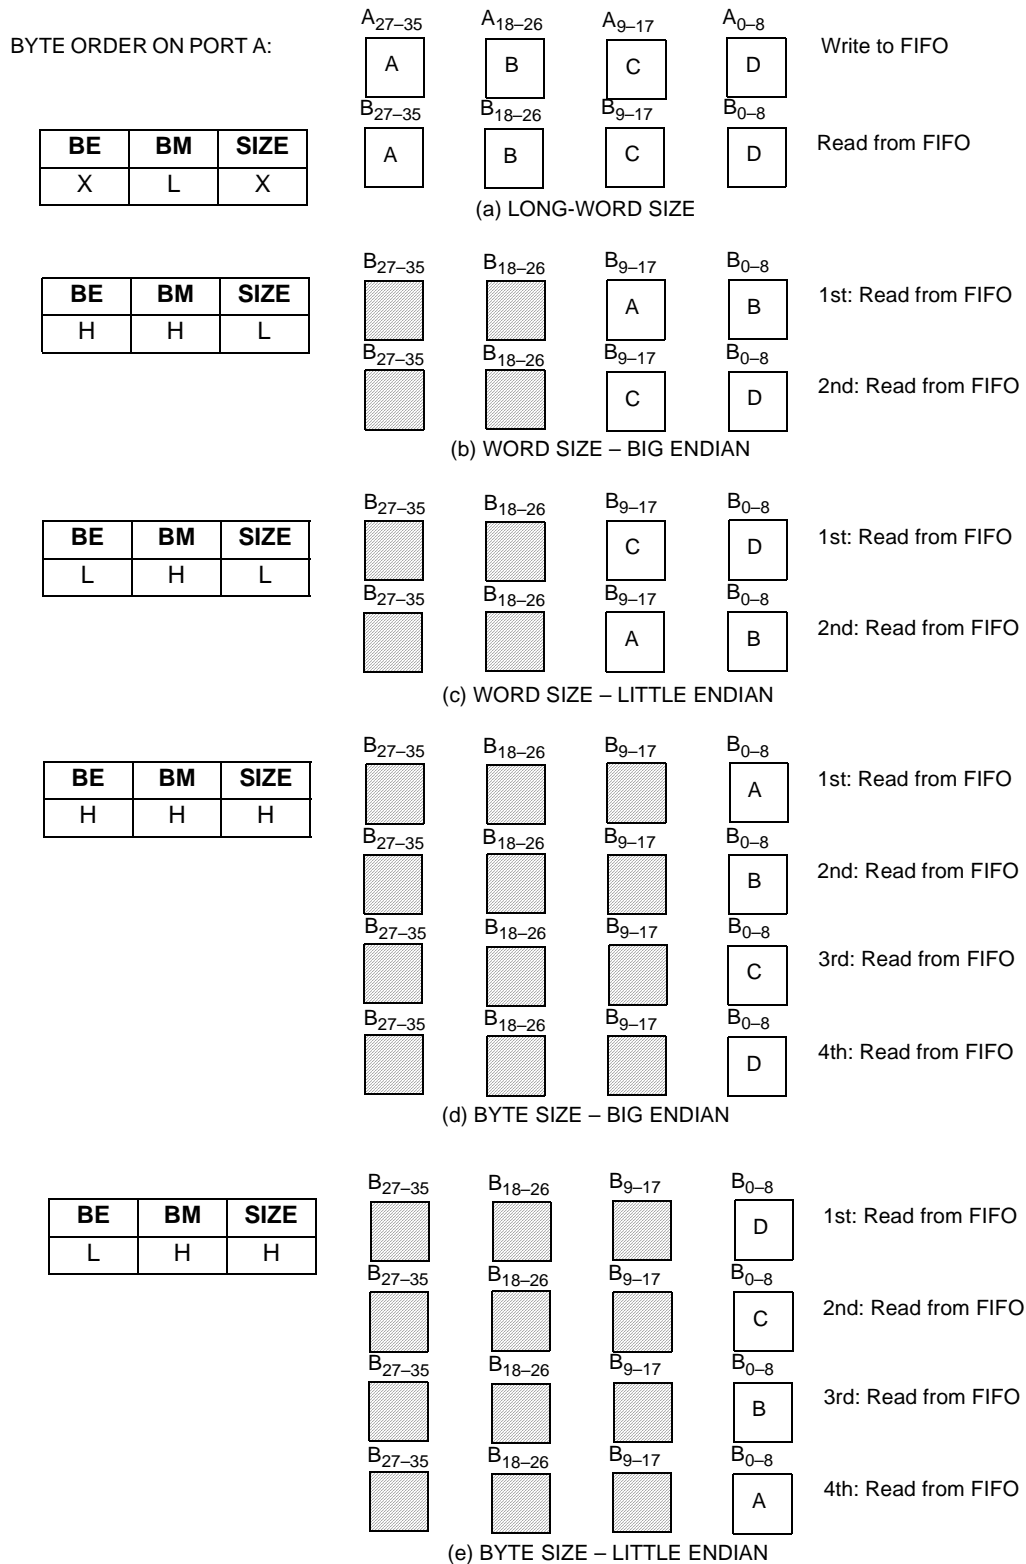 A27–35 A18–26 A9–17 A0–8
BYTE ORDER ON PORT A: A B C D Write to FIFO
B27–35 B18–26 B9–17 B0–8
BE BM SIZE A B C D Read from FIFO
X L X
(a) LONG-WORD SIZE
B27–35 B18–26 B9–17 B0–8
BE BM SIZE A B 1st: Read from FIFO
H H L
B27–35 B18–26 B9–17 B0–8
C D 2nd: Read from FIFO
(b) WORD SIZE – BIG ENDIAN
B27–35 B18–26 B9–17 B0–8
BE BM SIZE C D 1st: Read from FIFO
L H L
B27–35 B18–26 B9–17 B0–8
A B 2nd: Read from FIFO
(c) WORD SIZE – LITTLE ENDIAN
B27–35 B18–26 B9–17 B0–8
BE BM SIZE A 1st: Read from FIFO
H H H
B27–35 B18–26 B9–17 B0–8
B 2nd: Read from FIFO
B27–35 B18–26 B9–17 B0–8
C 3rd: Read from FIFO
B27–35 B18–26 B9–17 B0–8
D 4th: Read from FIFO
(d) BYTE SIZE – BIG ENDIAN
B27–35 B18–26 B9–17 B0–8
BE BM SIZE D 1st: Read from FIFO
L H H
B27–35 B18–26 B9–17 B0–8
C 2nd: Read from FIFO
B27–35 B18–26 B9–17 B0–8
B 3rd: Read from FIFO
B27–35 B18–26 B9–17 B0–8
A 4th: Read from FIFO
(e) BYTE SIZE – LITTLE ENDIAN